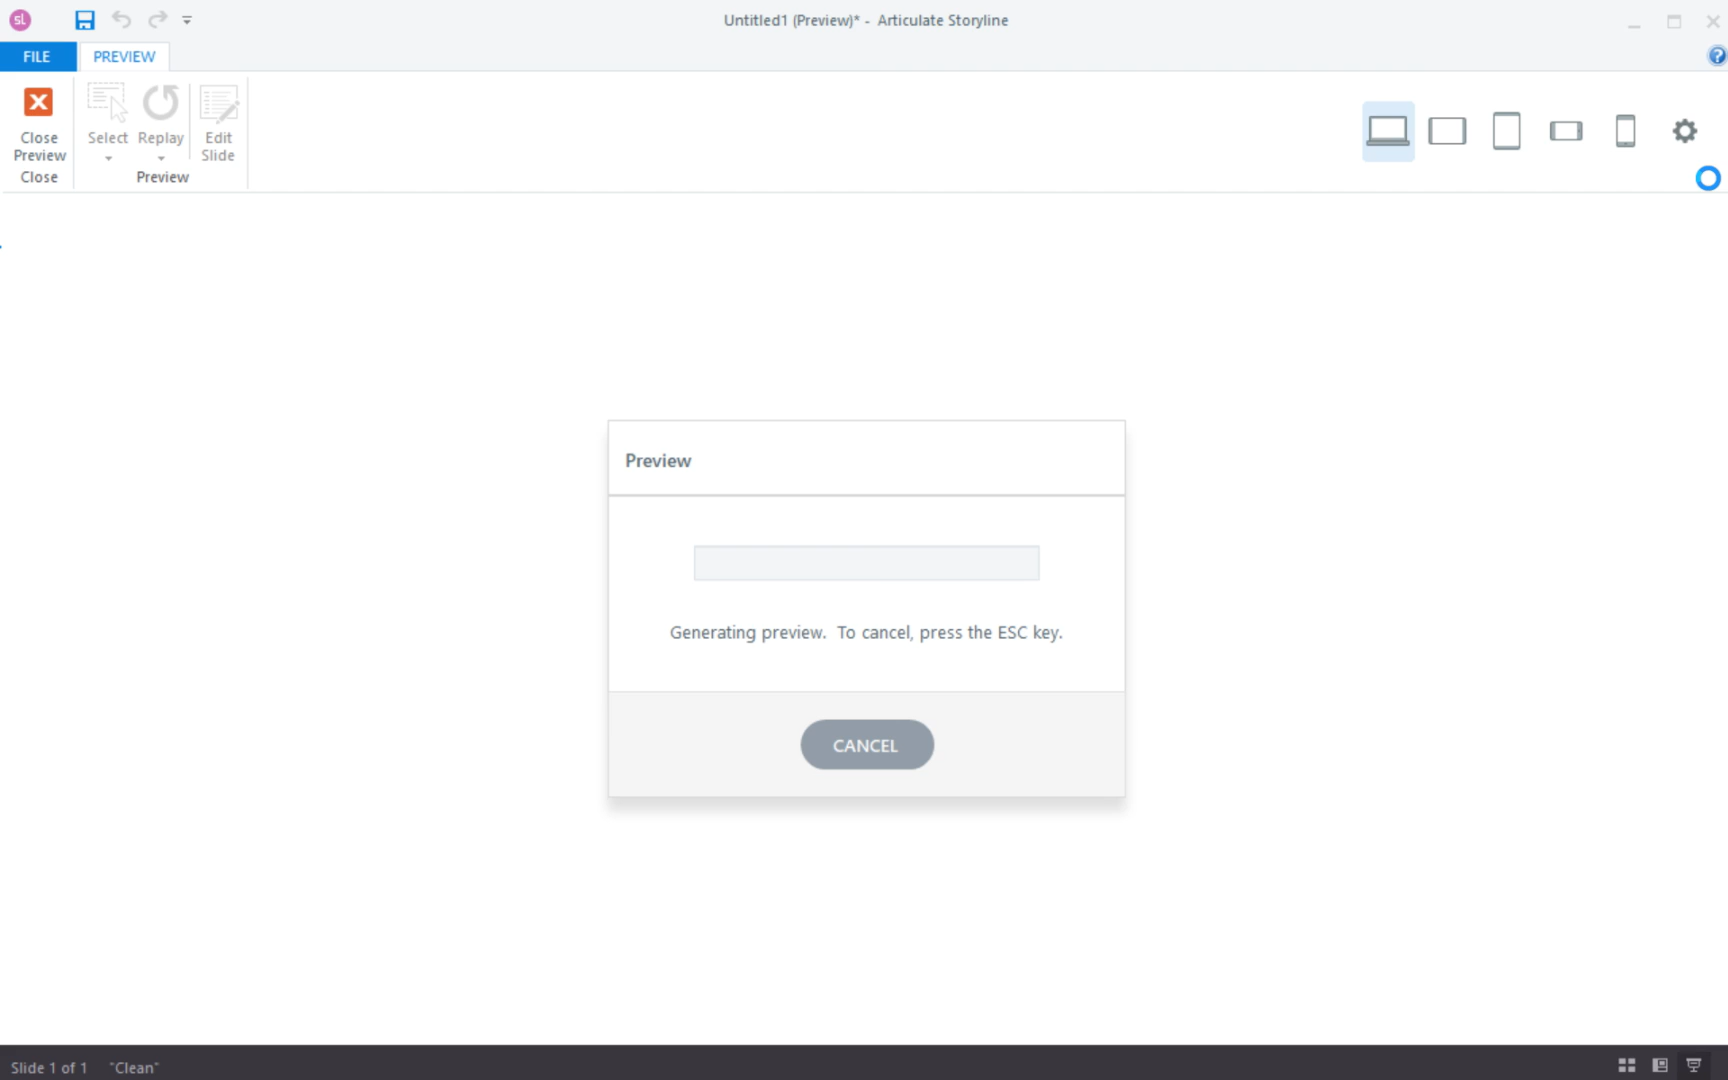 sl
Untitled1 (Preview)* - Articulate Storyline
FILE
PREVIEW
?
Close
Preview
Select
Replay
Edit
Slide
Close
Preview
Preview
Generating preview. To cancel, press the ESC key.
CANCEL
Slide 1 of 1
"Clean"